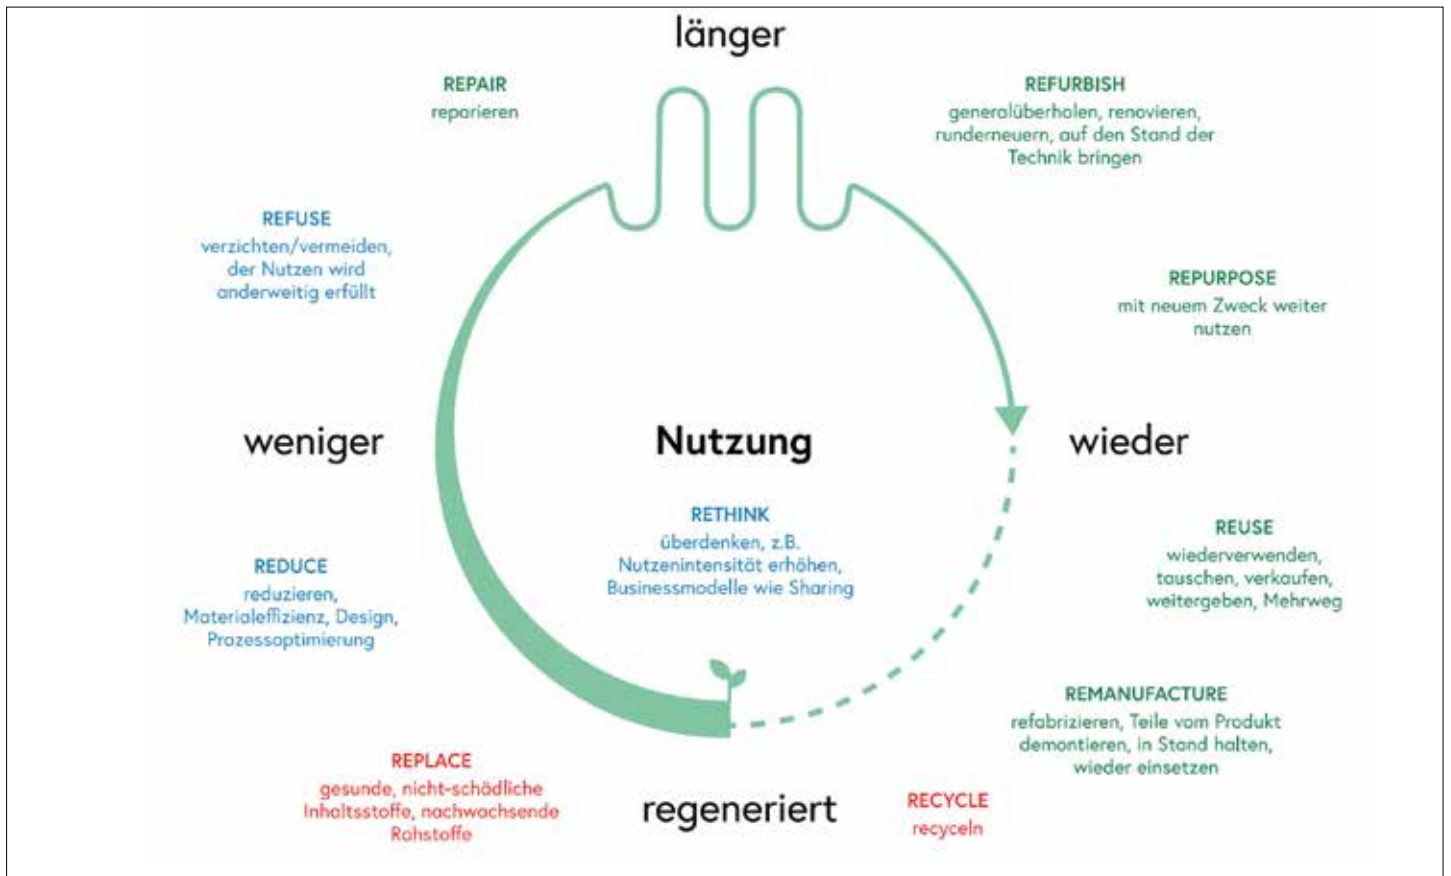 länger
REPAIR
reparieren
REFURBISH
generalüberholen, renovieren,
runderneuern, auf den Stand der
Technik bringen
REFUSE
verzichten/vermeiden,
der Nutzen wird
anderweitig erfüllt
REPURPOSE
mit neuem Zweck weiter
nutzen
weniger
Nutzung
wieder
RETHINK
überdenken, z.B.
Nutzenintensität erhöhen,
Businessmodelle wie Sharing
REUSE
wiederverwenden,
tauschen, verkaufen,
weitergeben, Mehrweg
REDUCE
reduzieren,
Materialeffizienz, Design,
Prozessoptimierung
REMANUFACTURE
refabrizieren, Teile vom Produkt
demontieren, in Stand halten,
wieder einsetzen
REPLACE
gesunde, nicht-schädliche
Inhaltsstoffe, nachwachsende
Rohstoffe
regeneriert
RECYCLE
recyceln